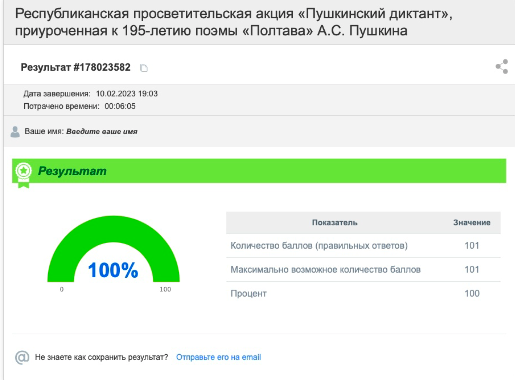 Республиканская просветительская акция «Пушкинский диктант»,
приуроченная к 195-летию поэмы «Полтава» А.С. Пушкина
Результат #178023582
Дата завершения: 10.02.2023 19:03
Потрачено времени: 00:06:05
Ваше имя: Введите ваше имя
Результат
100%
0 100
Показатель Значение
Количество баллов (правильных ответов) 101
Максимально возможное количество баллов 101
Процент 100
@ Не знаете как сохранить результат? Отправьте его на email